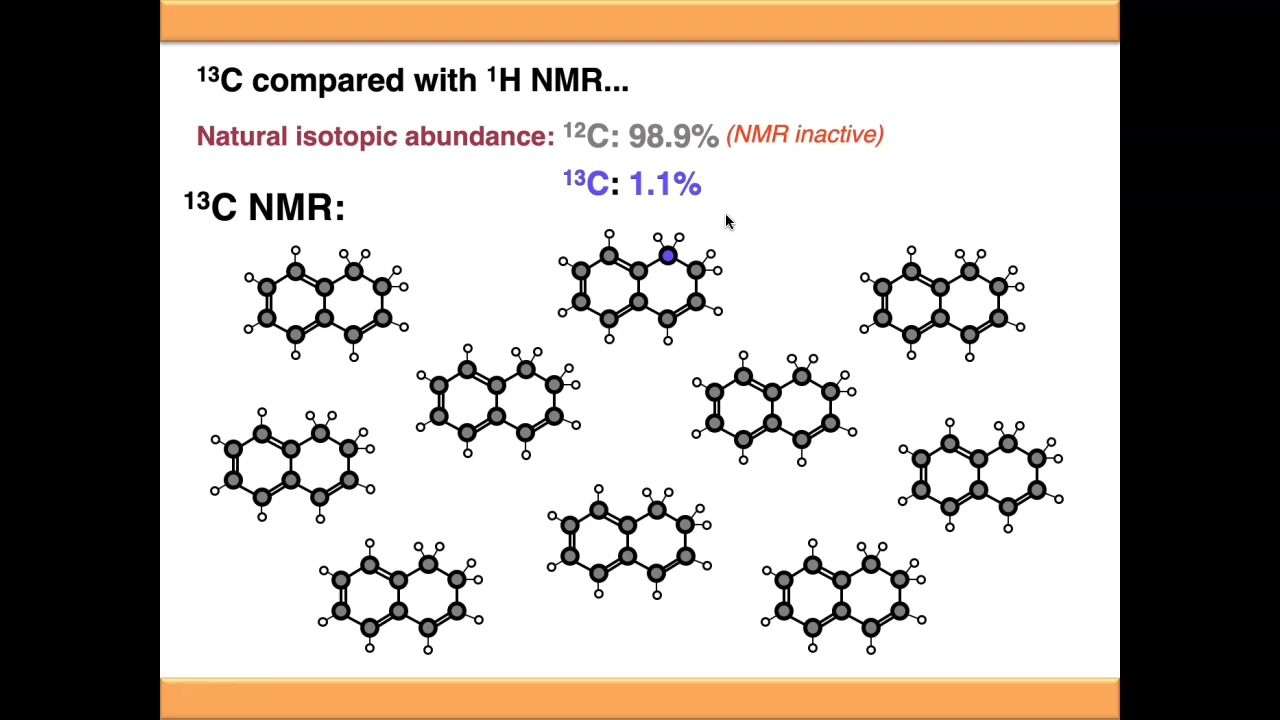 ¹³C compared with ¹H NMR...
Natural isotopic abundance: ¹²C: 98.9% (NMR inactive)
¹³C: 1.1%
¹³C NMR: